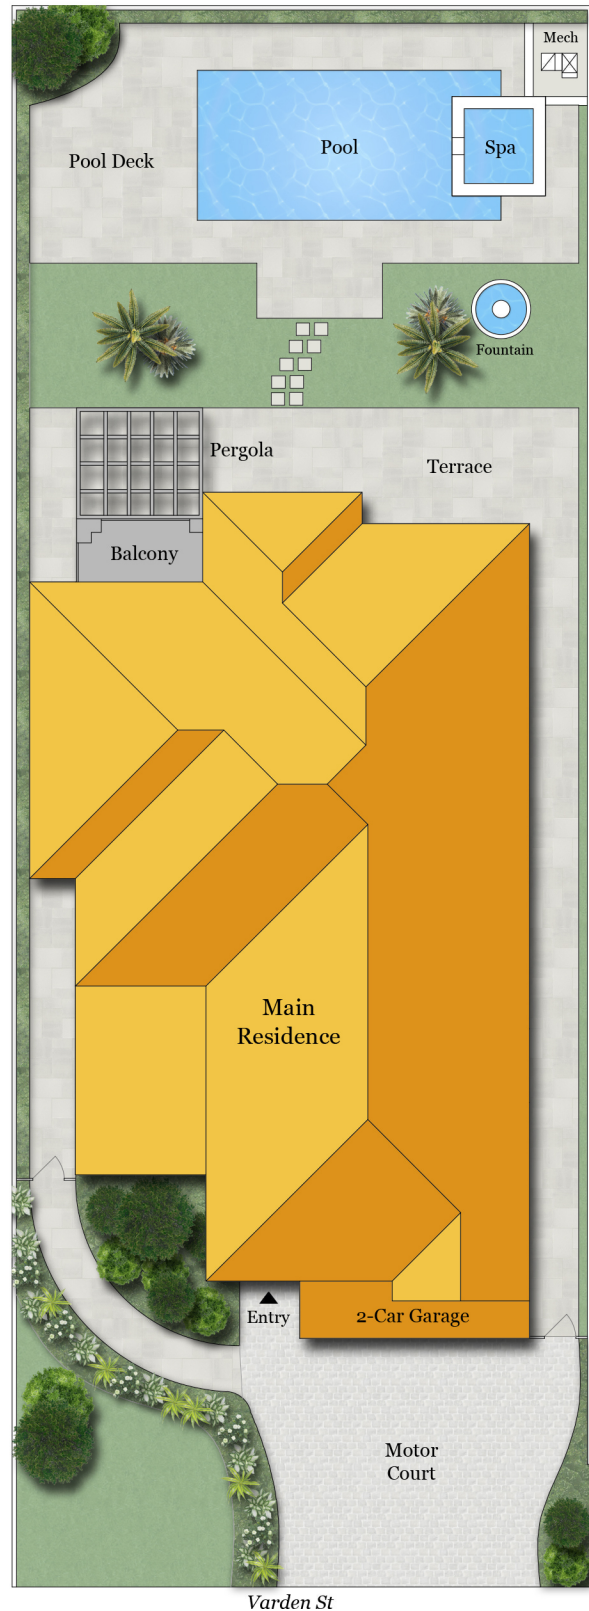 Mech
Pool Deck
Pool
Spa
Fountain
Pergola
Terrace
Balcony
Main
Residence
Entry
2-Car Garage
Motor
Court
Varden St